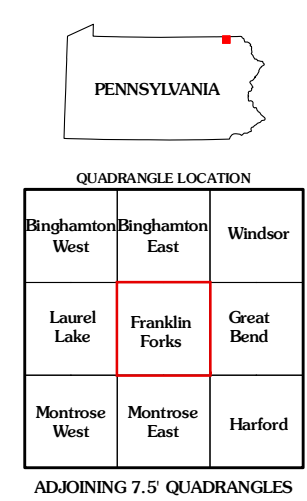 PENNSYLVANIA
QUADRANGLE LOCATION
Binghamton
West
Binghamton
East
Windsor
Laurel
Lake
Franklin
Forks
Great
Bend
Montrose
West
Montrose
East
Harford
ADJOINING 7.5' QUADRANGLES